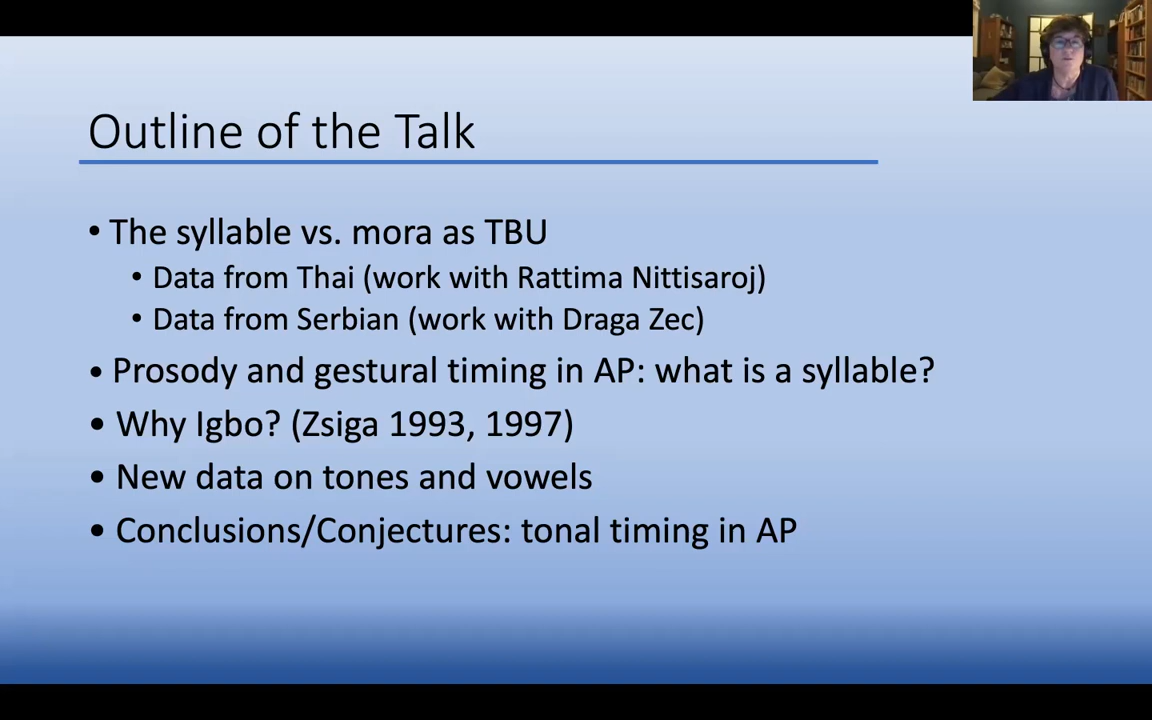 Outline of the Talk
• The syllable vs. mora as TBU
• Data from Thai (work with Rattima Nittisaroj)
• Data from Serbian (work with Draga Zec)
• Prosody and gestural timing in AP: what is a syllable?
• Why Igbo? (Zsiga 1993, 1997)
• New data on tones and vowels
• Conclusions/Conjectures: tonal timing in AP